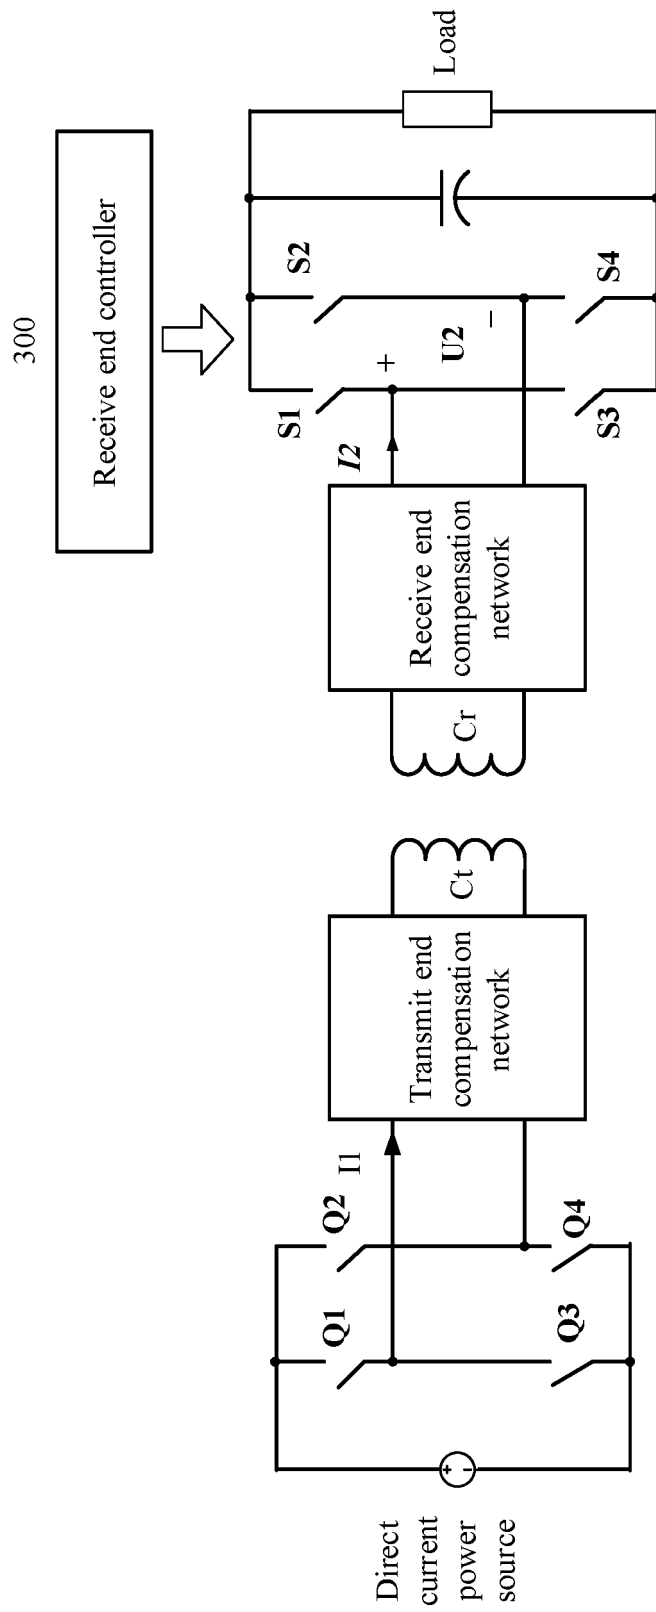 300
Receive end controller
Direct
current
power
source
Q1
Q2
Q3
Q4
I1
Transmit end
compensation
network
Ct
Cr
Receive end
compensation
network
I2
S1
S2
+
U2
−
S3
S4
Load